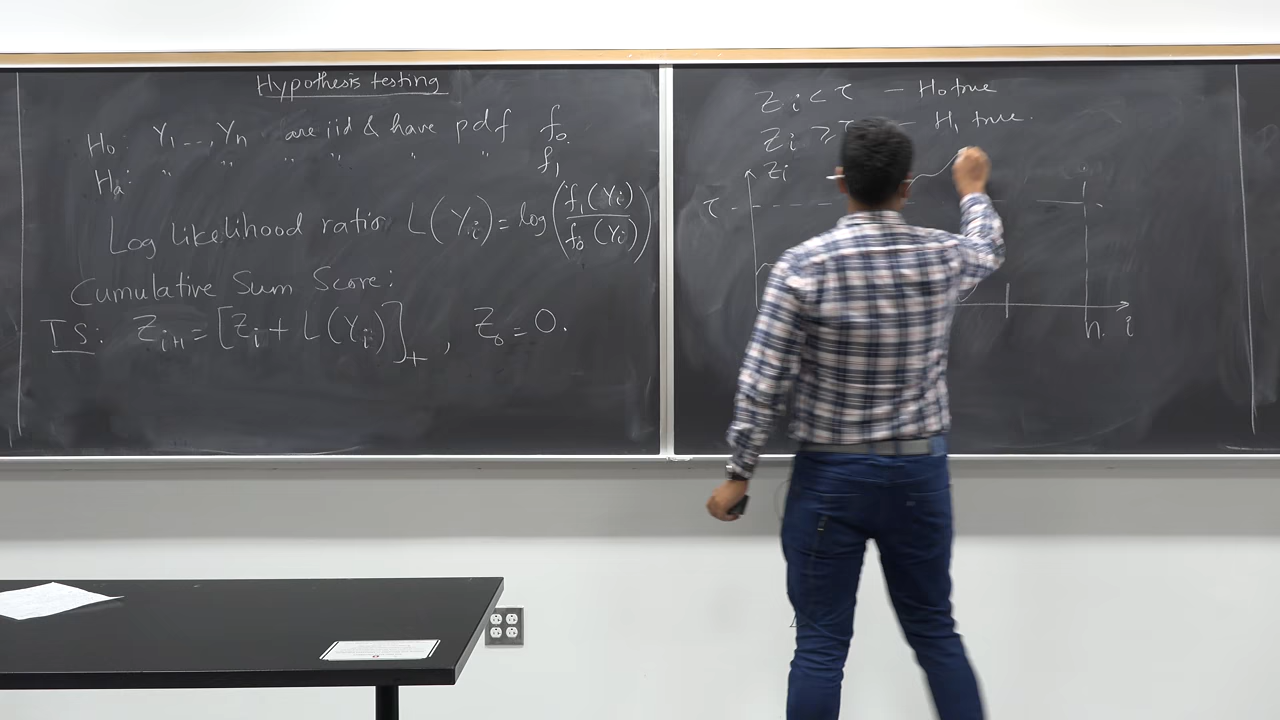 Hypothesis testing
H₀: Y₁ ..., Yₙ are iid & have pdf f₀.
Hₐ: " " " " " " f₁
Log likelihood ratio L(Yᵢ) = log(f₁(Yᵢ) / f₀(Yᵢ))
Cumulative Sum Score:
TS: Zᵢ₊₁ = [Zᵢ + L(Yᵢ)]₊, Z₀ = 0.
Zᵢ < τ — H₀ true
Zᵢ ≥ τ — H₁ true.
Zᵢ
τ
n i